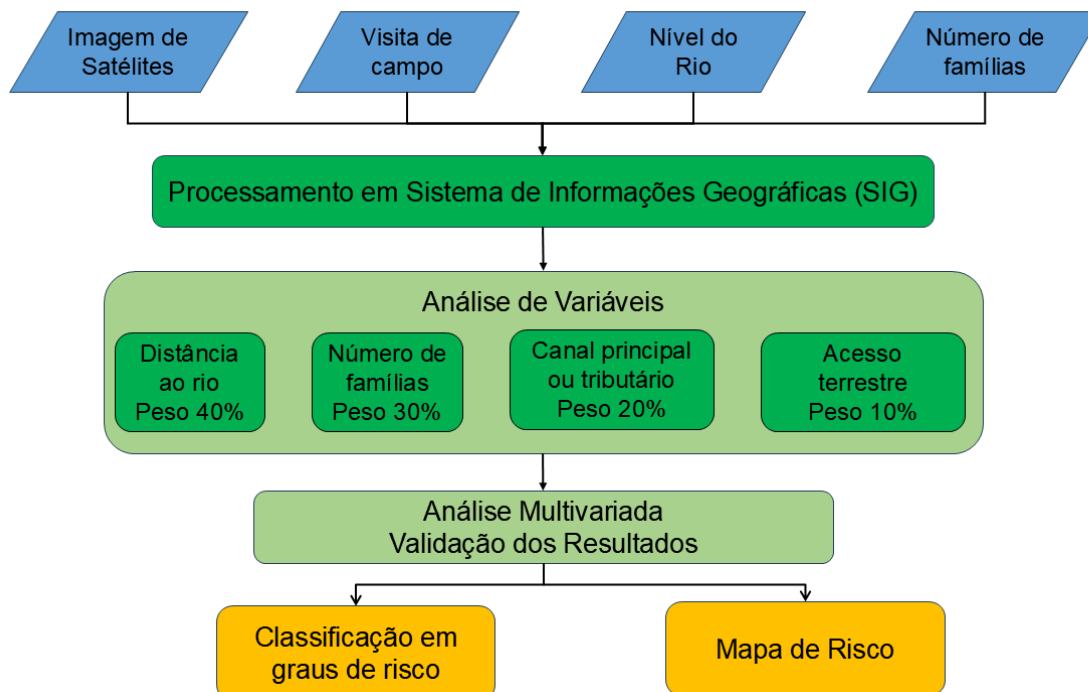 Imagem de
Satélites
Visita de
campo
Nível do
Rio
Número de
famílias
Processamento em Sistema de Informações Geográficas (SIG)
Análise de Variáveis
Distância
ao rio
Peso 40%
Número de
famílias
Peso 30%
Canal principal
ou tributário
Peso 20%
Acesso
terrestre
Peso 10%
Análise Multivariada
Validação dos Resultados
Classificação em
graus de risco
Mapa de Risco